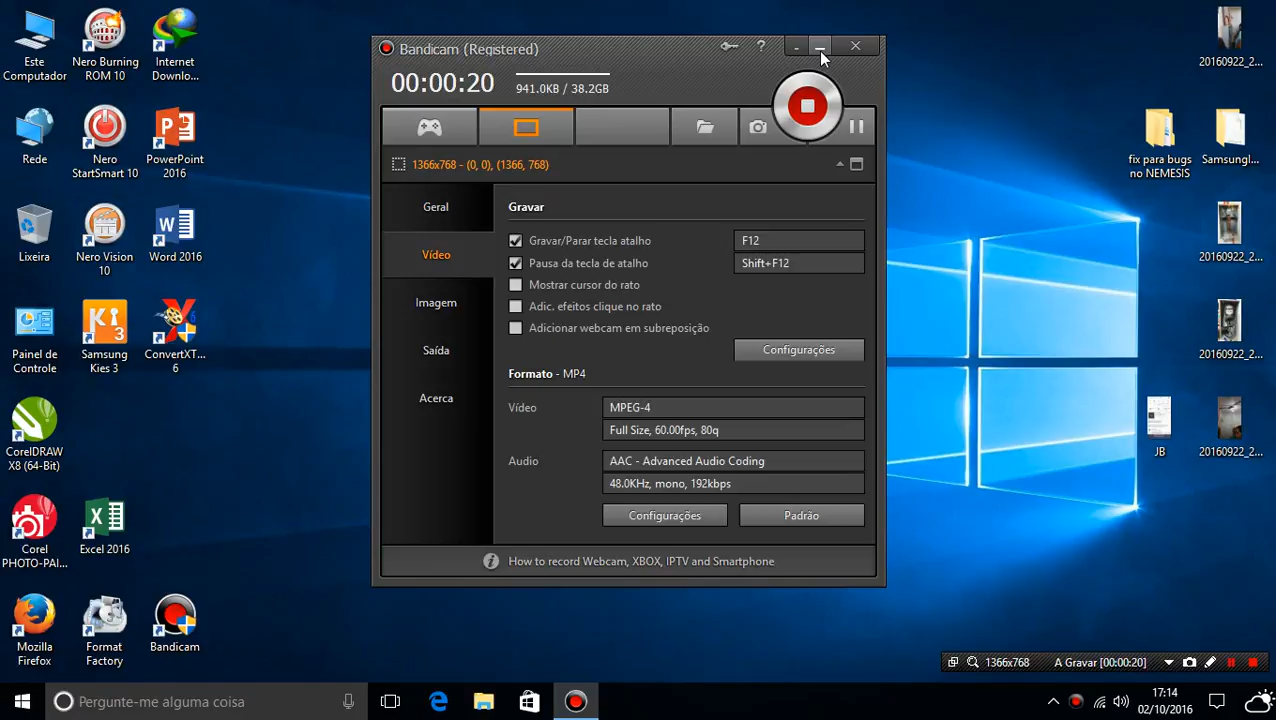 Este
Computador
Nero Burning
ROM 10
Internet
Downlo...
Rede
Nero
StartSmart 10
PowerPoint
2016
Lixeira
Nero Vision
10
Word 2016
Painel de
Controle
Samsung
Kies 3
ConvertXT...
6
CorelDRAW
X8 (64-Bit)
Corel
PHOTO-PAI...
Excel 2016
Mozilla
Firefox
Format
Factory
Bandicam
Bandicam (Registered)
?
00:00:20
941.0KB / 38.2GB
1366x768 - (0, 0), (1366, 768)
Geral
Vídeo
Imagem
Saída
Acerca
Gravar
Gravar/Parar tecla atalho
F12
Pausa da tecla de atalho
Shift+F12
Mostrar cursor do rato
Adic. efeitos clique no rato
Adicionar webcam em subreposição
Configurações
Formato - MP4
Vídeo
MPEG-4
Full Size, 60.00fps, 80q
Audio
AAC - Advanced Audio Coding
48.0KHz, mono, 192kbps
Configurações
Padrão
How to record Webcam, XBOX, IPTV and Smartphone
20160922_2...
fix para bugs
no NEMESIS
SamsungI...
20160922_2...
20160922_2...
JB
20160922_2...
1366x768
A Gravar [00:00:20]
Pergunte-me alguma coisa
17:14
02/10/2016